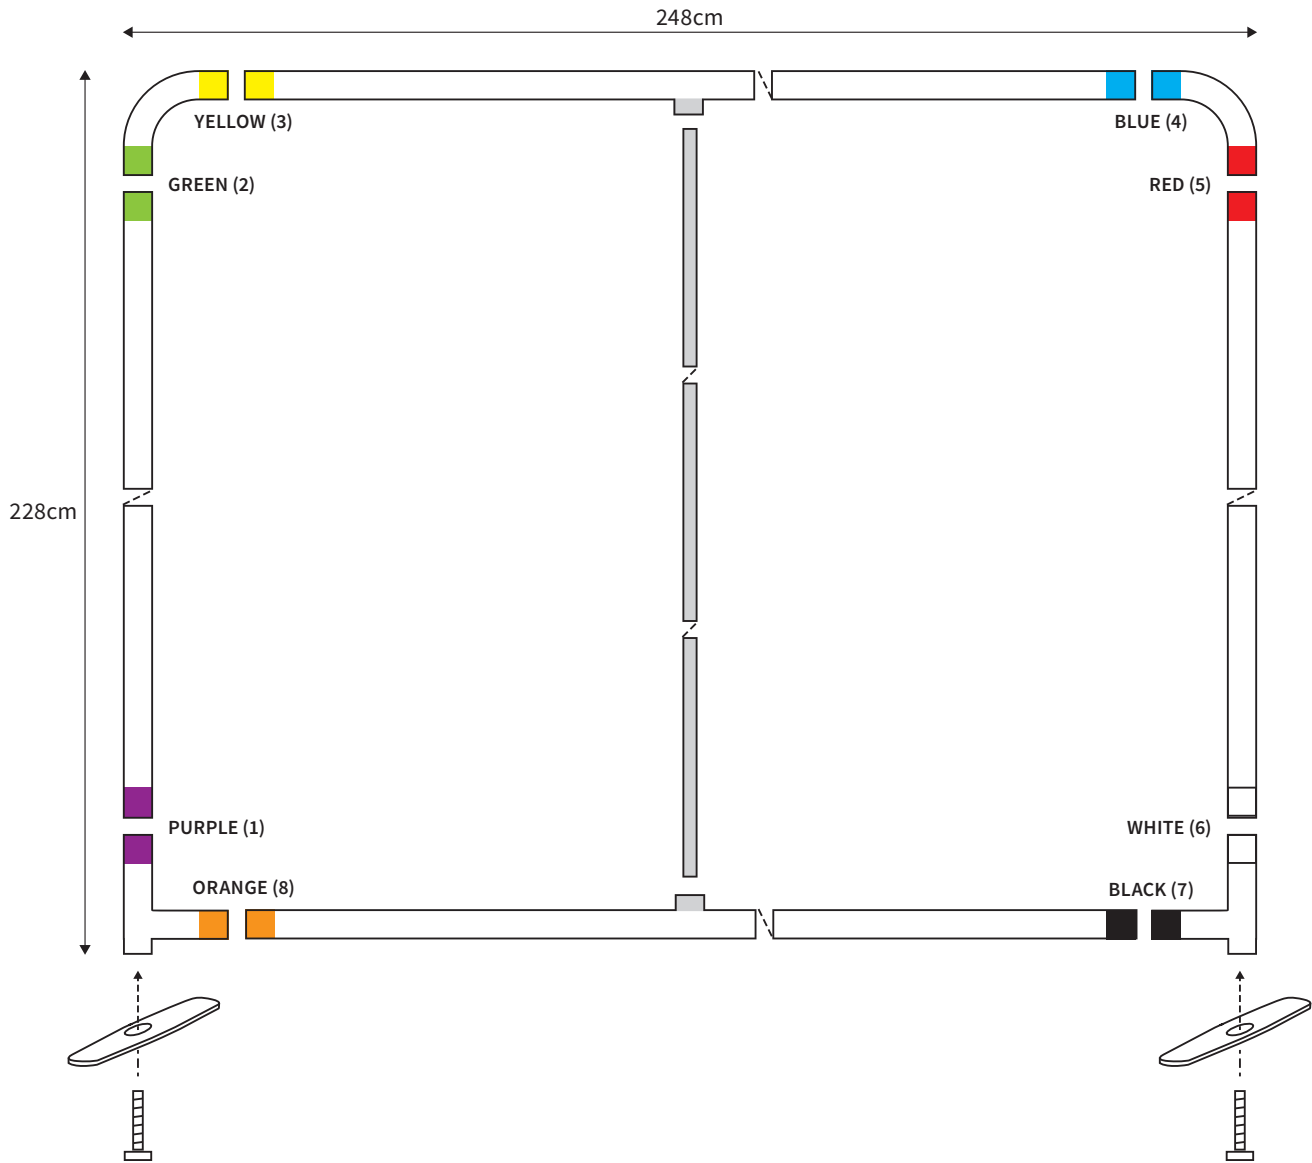 248cm
YELLOW (3)
BLUE (4)
GREEN (2)
RED (5)
228cm
PURPLE (1)
WHITE (6)
ORANGE (8)
BLACK (7)